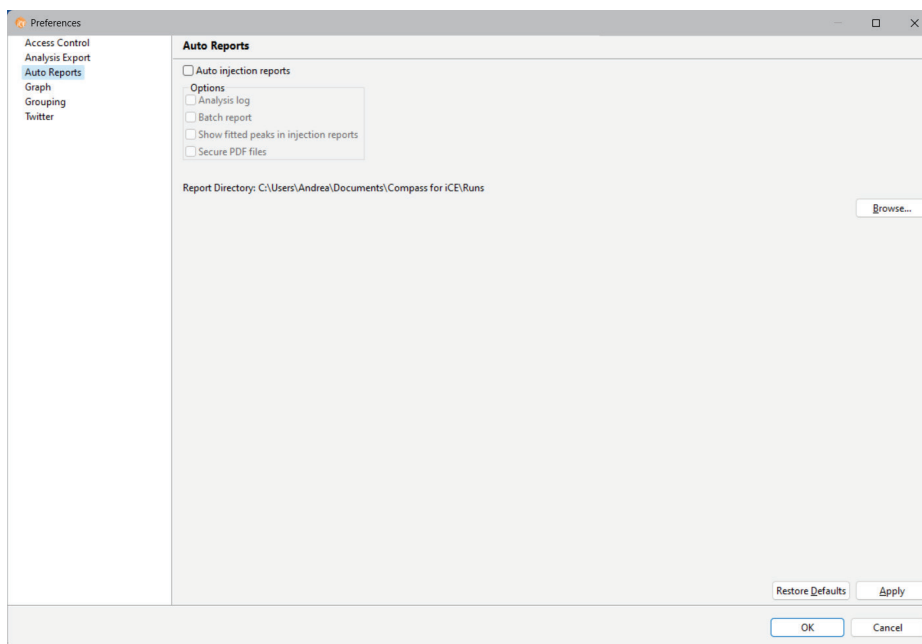 Preferences
Access Control
Analysis Export
Auto Reports
Graph
Grouping
Twitter
Auto Reports
Auto injection reports
Options
Analysis log
Batch report
Show fitted peaks in injection reports
Secure PDF files
Report Directory: C:\Users\Andrea\Documents\Compass for iCE\Runs
Browse...
Restore Defaults Apply
OK Cancel